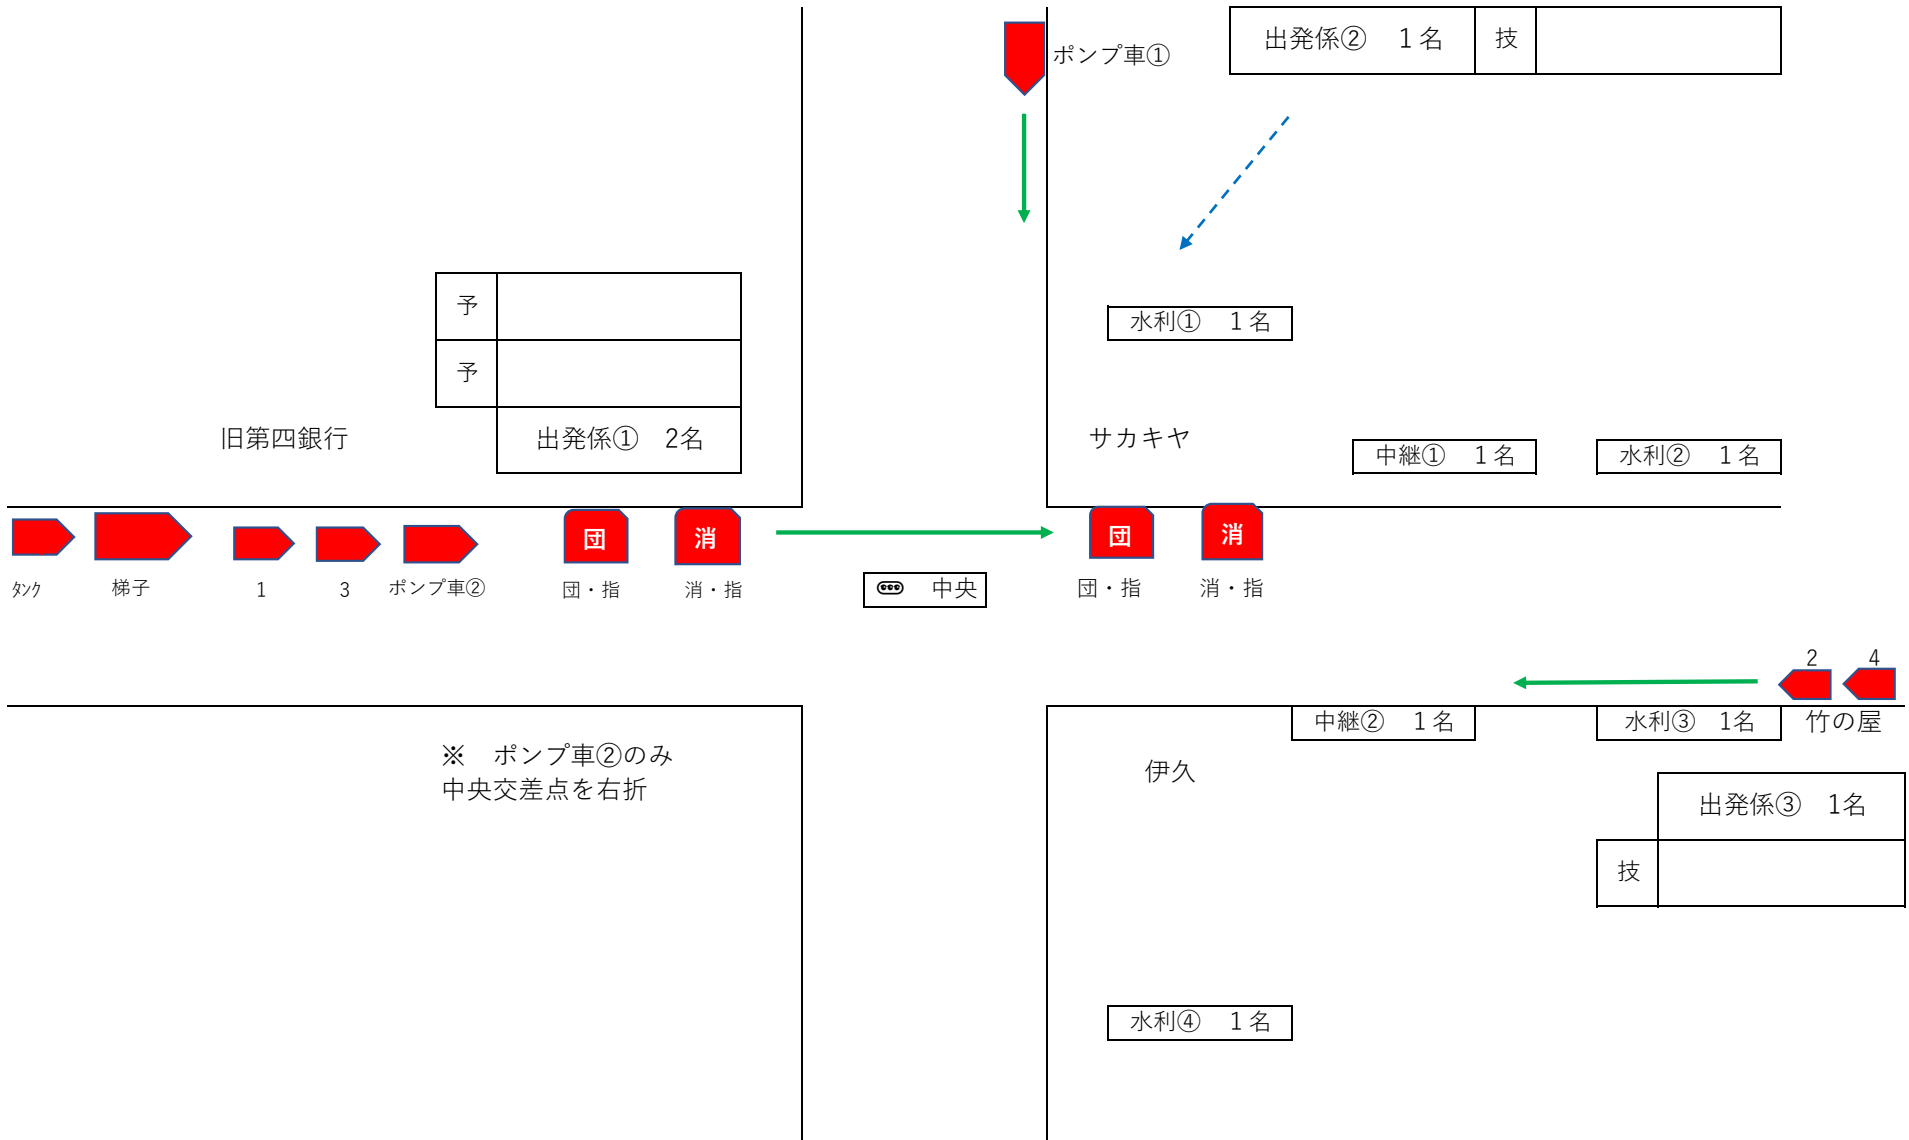 ポンプ車①
出発係②　1名　技
予
水利①　1名
予
旧第四銀行
出発係①　2名
サカキヤ
中継①　1名
水利②　1名
団
消
団
消
ﾀﾝｸ
梯子
1
3
ポンプ車②
団・指
消・指
中央
団・指
消・指
2
4
中継②　1名
水利③　1名
竹の屋
※　ポンプ車②のみ
中央交差点を右折
伊久
出発係③　1名
技
水利④　1名